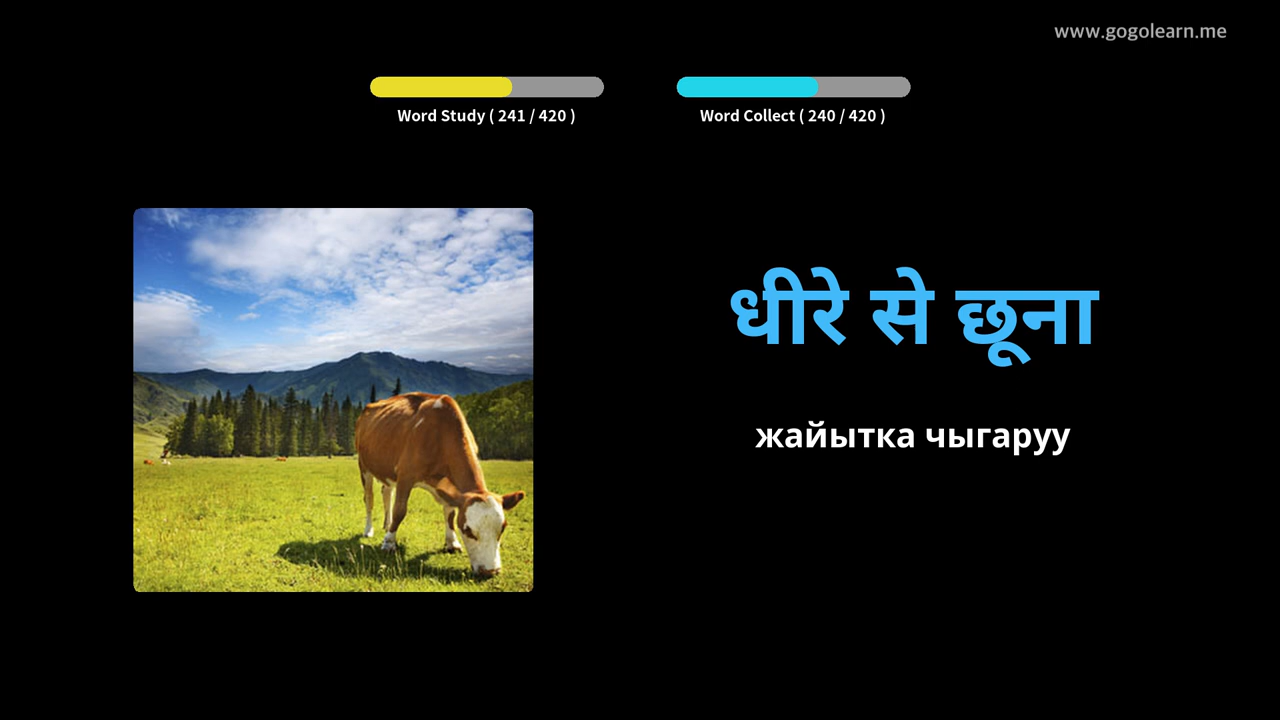 www.gogolearn.me
Word Study ( 241 / 420 )
Word Collect ( 240 / 420 )
धीरे से छूना
жайытка чыгаруу